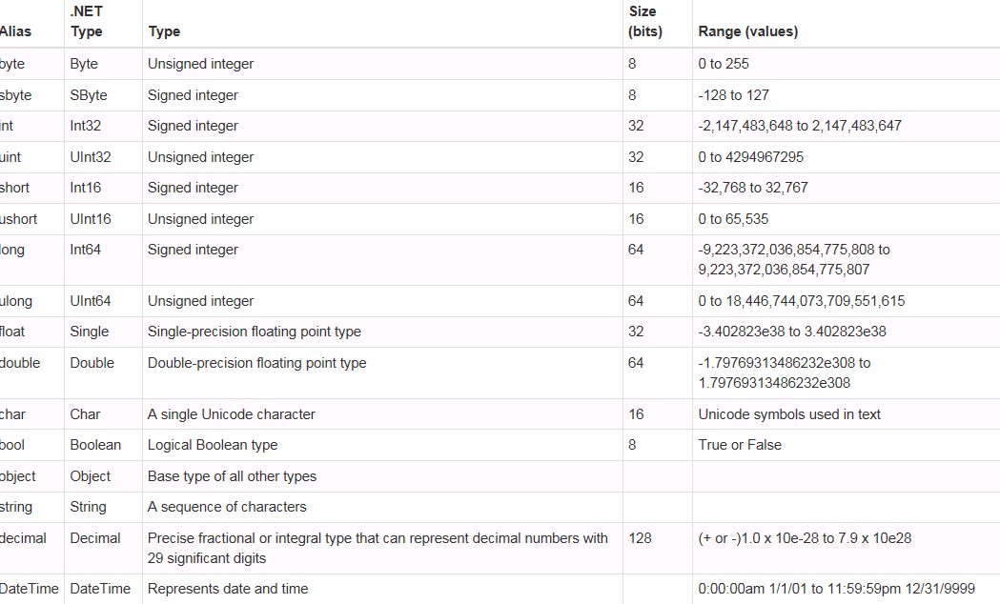 Alias .NET Type Type Size (bits) Range (values)
byte Byte Unsigned integer 8 0 to 255
sbyte SByte Signed integer 8 -128 to 127
int Int32 Signed integer 32 -2,147,483,648 to 2,147,483,647
uint UInt32 Unsigned integer 32 0 to 4294967295
short Int16 Signed integer 16 -32,768 to 32,767
ushort UInt16 Unsigned integer 16 0 to 65,535
long Int64 Signed integer 64 -9,223,372,036,854,775,808 to
9,223,372,036,854,775,807
ulong UInt64 Unsigned integer 64 0 to 18,446,744,073,709,551,615
float Single Single-precision floating point type 32 -3.402823e38 to 3.402823e38
double Double Double-precision floating point type 64 -1.79769313486232e308 to
1.79769313486232e308
char Char A single Unicode character 16 Unicode symbols used in text
bool Boolean Logical Boolean type 8 True or False
object Object Base type of all other types
string String A sequence of characters
decimal Decimal Precise fractional or integral type that can represent decimal numbers with 128 (+ or -)1.0 x 10e-28 to 7.9 x 10e28
29 significant digits
DateTime DateTime Represents date and time 0:00:00am 1/1/01 to 11:59:59pm 12/31/9999